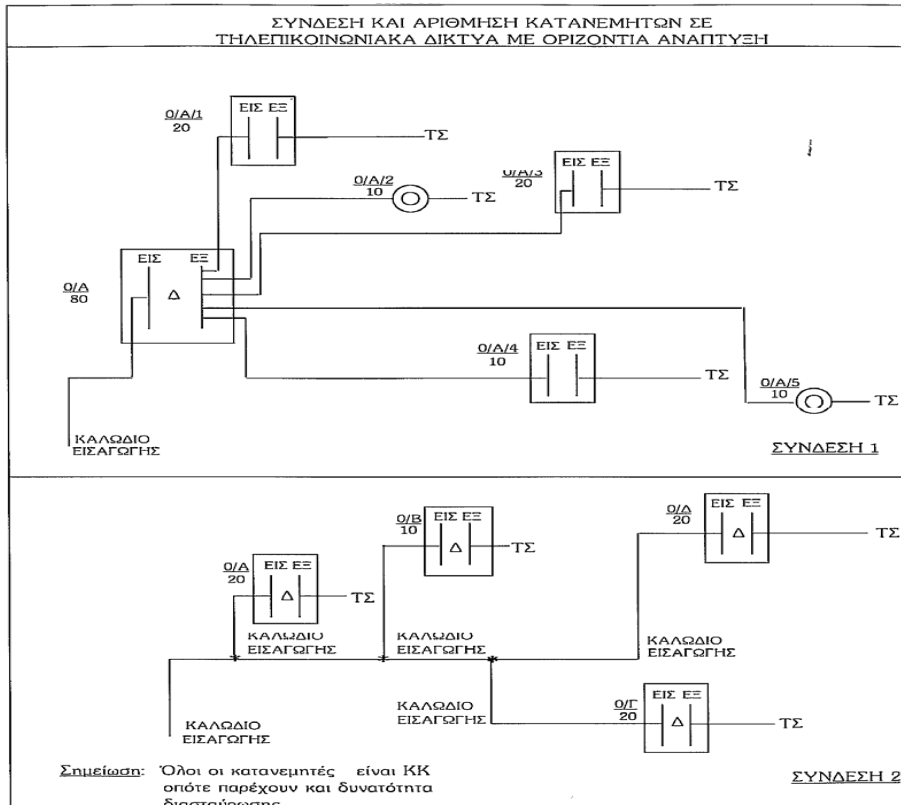 ΣΥΝΔΕΣΗ ΚΑΙ ΑΡΙΘΜΗΣΗ ΚΑΤΑΝΕΜΗΤΩΝ ΣΕ
ΤΗΛΕΠΙΚΟΙΝΩΝΙΑΚΑ ΔΙΚΤΥΑ ΜΕ ΟΡΙΖΟΝΤΙΑ ΑΝΑΠΤΥΞΗ
0/Α/1
20
ΕΙΣ ΕΞ
ΤΣ
0/Α/2
10
ΤΣ
0/Α/3
20
ΕΙΣ ΕΞ
ΤΣ
0/Α
80
ΕΙΣ ΕΞ
Δ
0/Α/4
10
ΕΙΣ ΕΞ
ΤΣ
0/Α/5
10
ΤΣ
ΚΑΛΩΔΙΟ
ΕΙΣΑΓΩΓΗΣ
ΣΥΝΔΕΣΗ 1
0/Α
20
ΕΙΣ ΕΞ
Δ
ΤΣ
0/Β
10
ΕΙΣ ΕΞ
Δ
ΤΣ
0/Δ
20
ΕΙΣ ΕΞ
Δ
ΤΣ
ΚΑΛΩΔΙΟ
ΕΙΣΑΓΩΓΗΣ
ΚΑΛΩΔΙΟ
ΕΙΣΑΓΩΓΗΣ
ΚΑΛΩΔΙΟ
ΕΙΣΑΓΩΓΗΣ
ΚΑΛΩΔΙΟ
ΕΙΣΑΓΩΓΗΣ
ΚΑΛΩΔΙΟ
ΕΙΣΑΓΩΓΗΣ
0/Γ
20
ΕΙΣ ΕΞ
Δ
ΤΣ
Σημείωση: Όλοι οι κατανεμητές είναι ΚΚ
οπότε παρέχουν και δυνατότητα
διασταύρωσης
ΣΥΝΔΕΣΗ 2